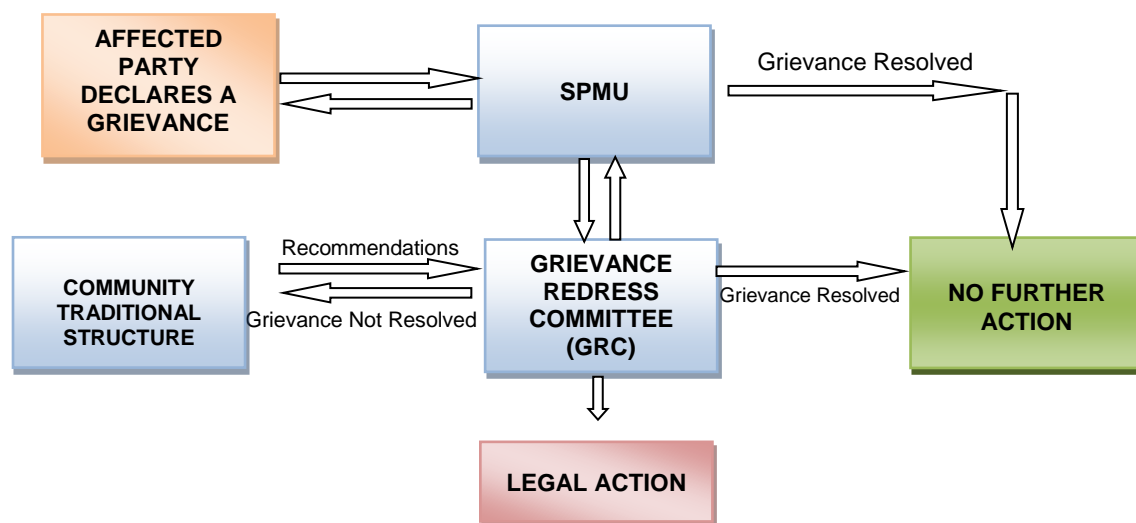 AFFECTED
PARTY
DECLARES A
GRIEVANCE
SPMU
Grievance Resolved
COMMUNITY
TRADITIONAL
STRUCTURE
Recommendations
Grievance Not Resolved
GRIEVANCE
REDRESS
COMMITTEE
(GRC)
Grievance Resolved
NO FURTHER
ACTION
LEGAL ACTION